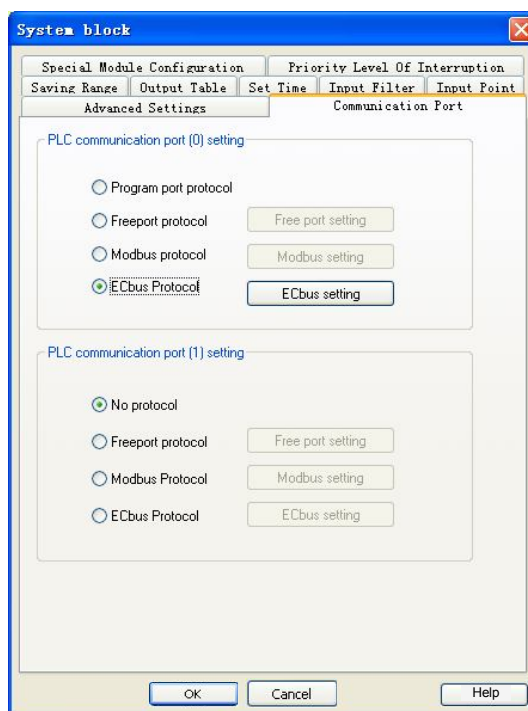 System block
Special Module Configuration Priority Level Of Interruption
Saving Range Output Table Set Time Input Filter Input Point
Advanced Settings Communication Port
PLC communication port (0) setting
Program port protocol
Freeport protocol Free port setting
Modbus protocol Modbus setting
ECbus Protocol ECbus setting
PLC communication port (1) setting
No protocol
Freeport protocol Free port setting
Modbus Protocol Modbus setting
ECbus Protocol ECbus setting
OK Cancel Help